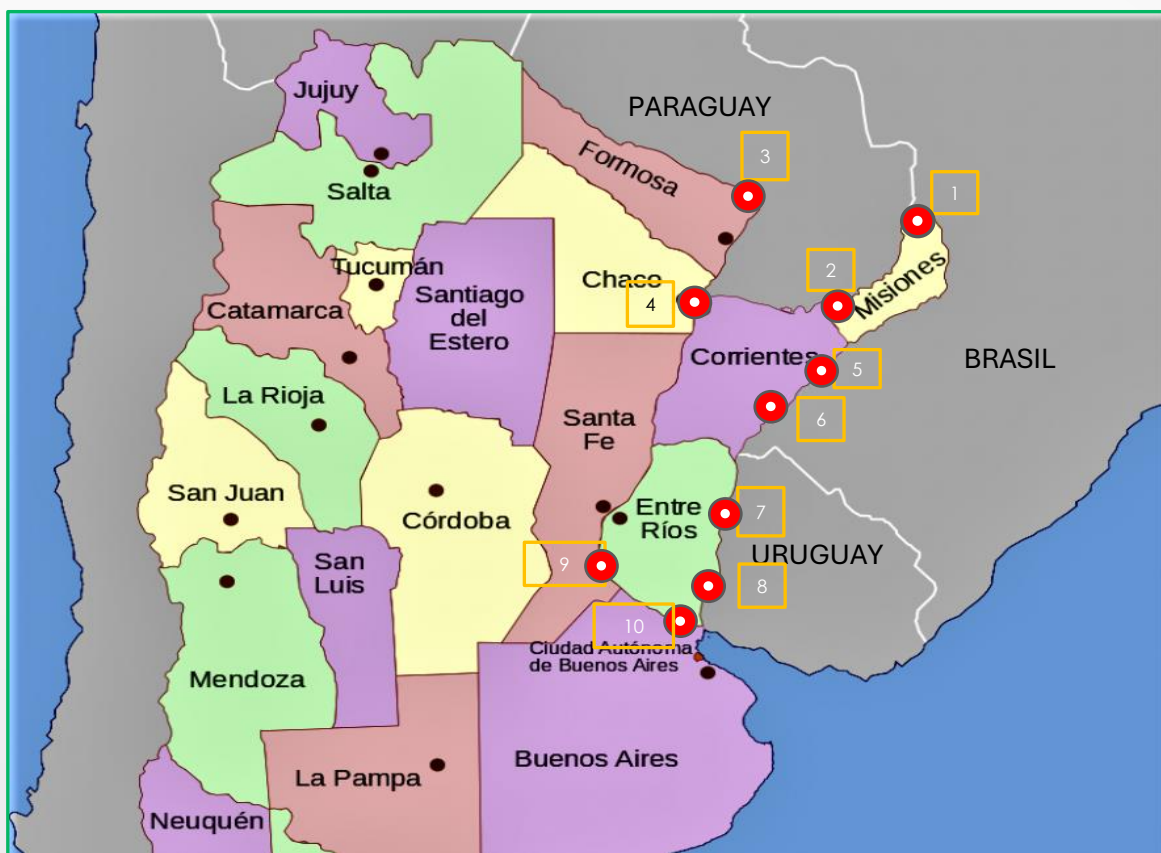 PARAGUAY
Jujuy
3
Formosa
Salta
1
Tucumán
Chaco
2
Misiones
Catamarca
Santiago
del
Estero
4
Corrientes
BRASIL
5
La Rioja
Santa
Fe
6
San Juan
Córdoba
Entre
Ríos
7
URUGUAY
San
Luis
9
8
10
Ciudad Autónoma
de Buenos Aires
Mendoza
Buenos Aires
La Pampa
Neuquén